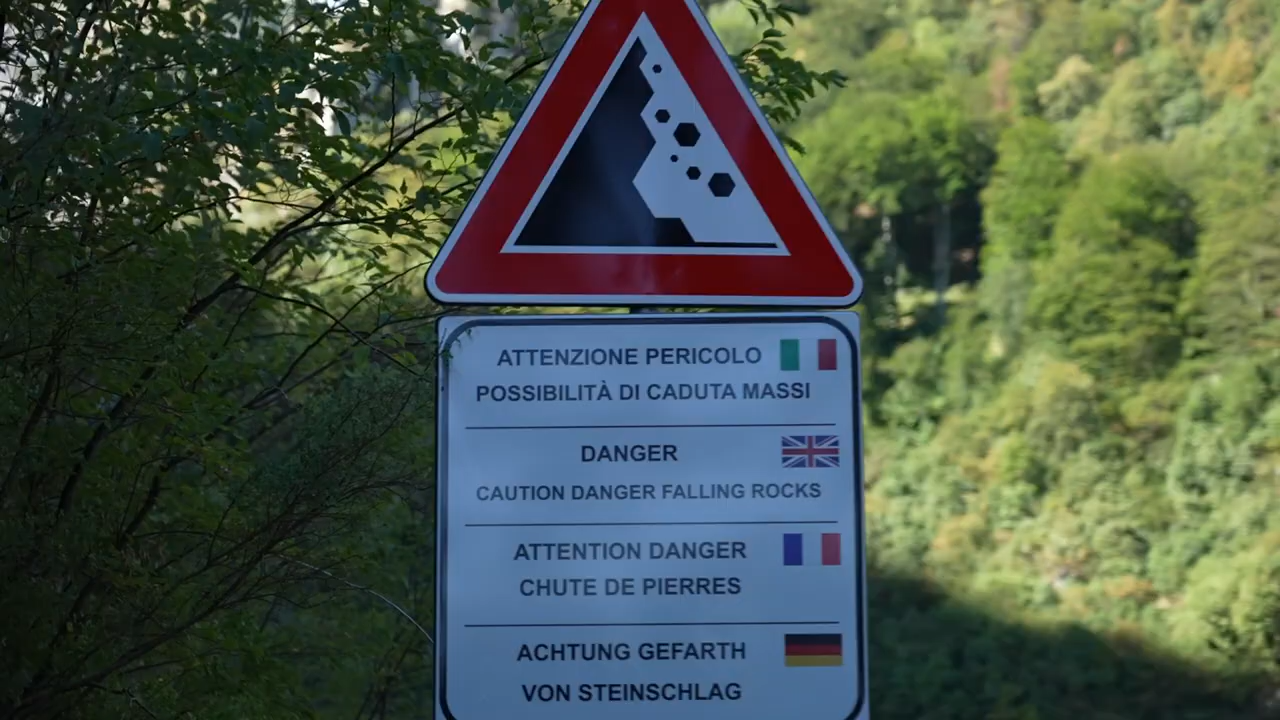 ATTENZIONE PERICOLO
POSSIBILITÀ DI CADUTA MASSI
DANGER
CAUTION DANGER FALLING ROCKS
ATTENTION DANGER
CHUTE DE PIERRES
ACHTUNG GEFARTH
VON STEINSCHLAG